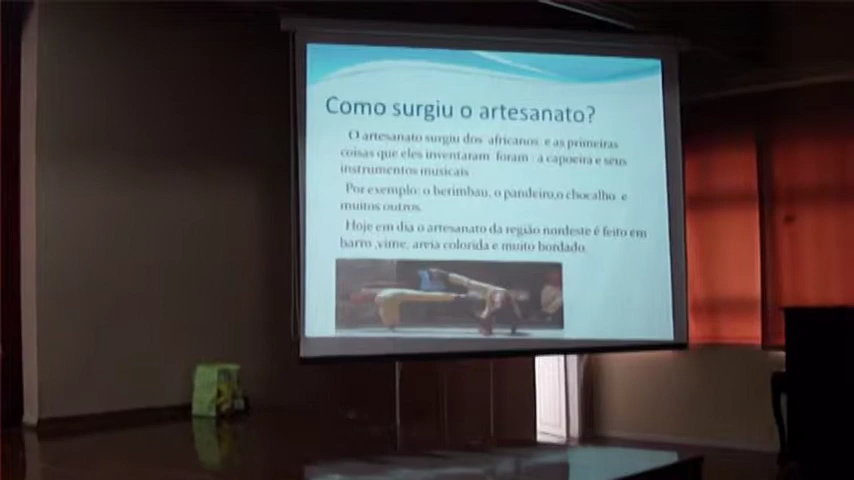 Como surgiu o artesanato?
O artesanato surgiu dos africanos e as primeiras
coisas que eles inventaram foram : a capoeira e seus
instrumentos musicais
Por exemplo: o berimbau, o pandeiro,o chocalho e
muitos outros.
Hoje em dia o artesanato da região nordeste é feito em
barro ,vime, areia colorida e muito bordado.